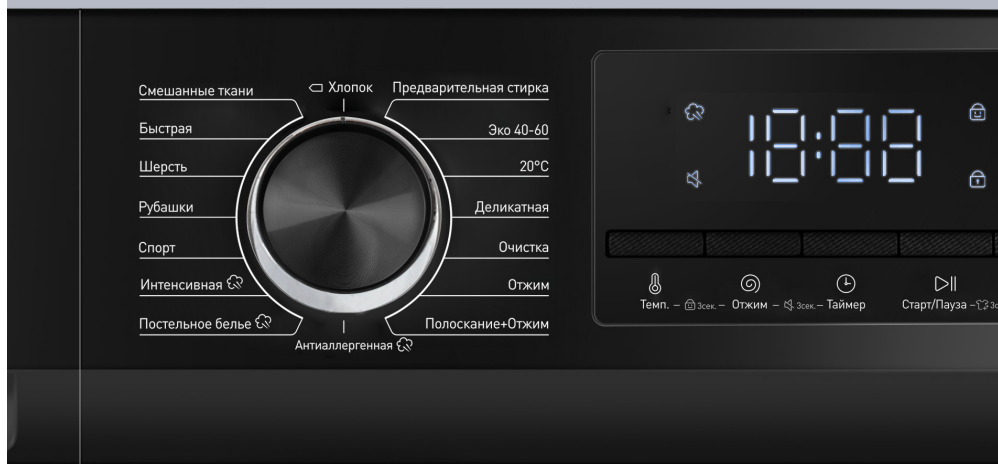 Хлопок
Смешанные ткани
Быстрая
Шерсть
Рубашки
Спорт
Интенсивная
Постельное белье
Антиаллергенная
Предварительная стирка
Эко 40-60
20°C
Деликатная
Очистка
Отжим
Полоскание+Отжим
18:88
Темп. – 3сек. – Отжим – 3сек. – Таймер
Старт/Пауза –